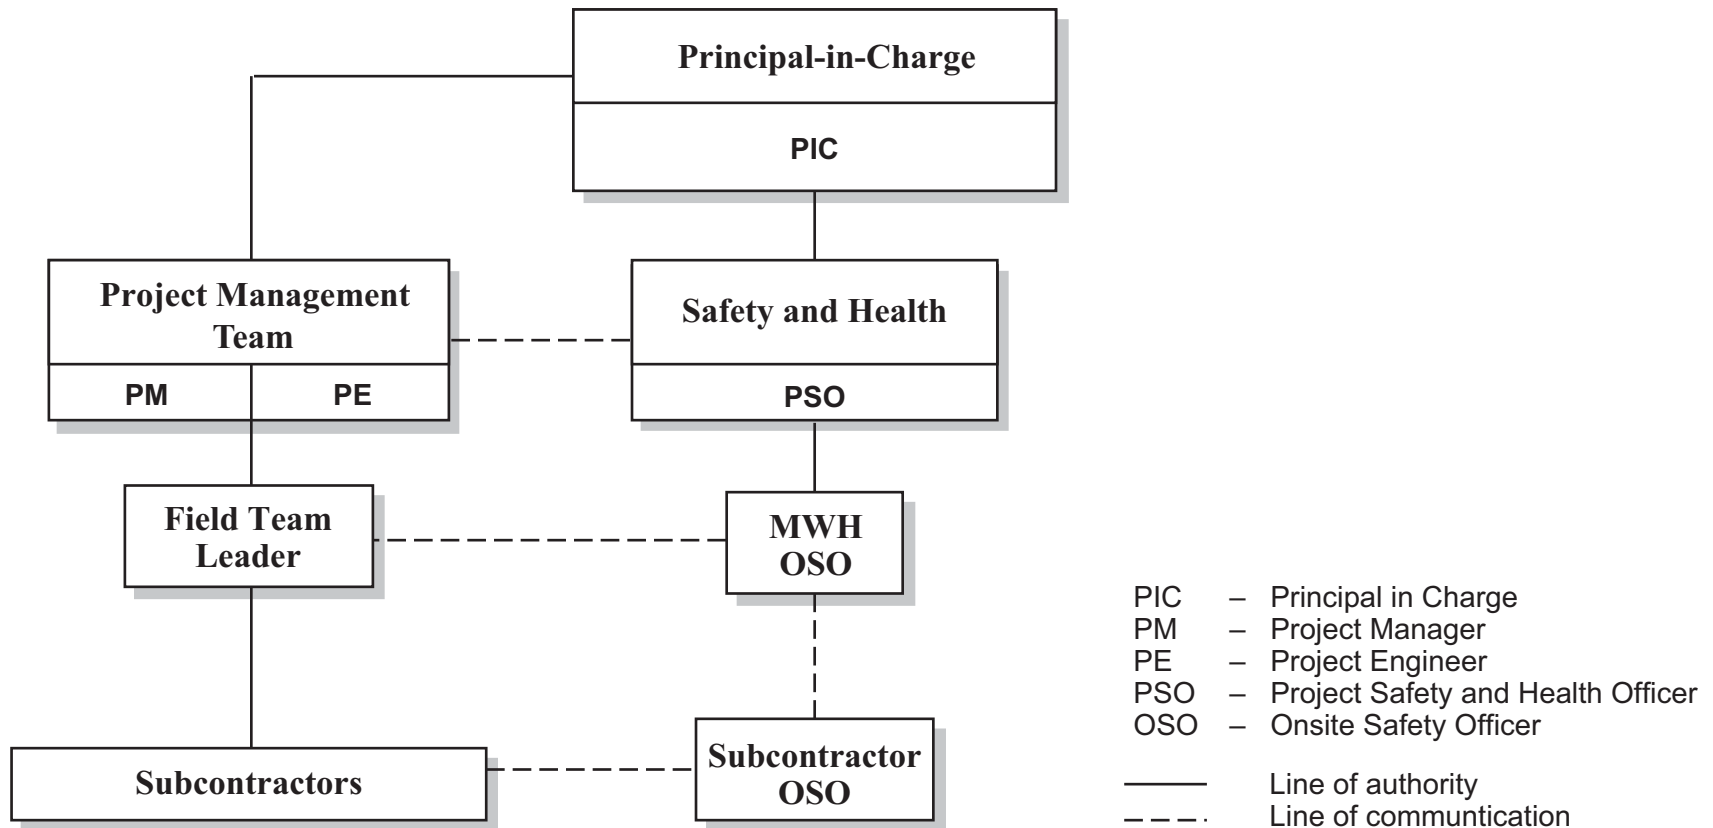 Principal-in-Charge
PIC
Project Management
Team
PM PE
Safety and Health
PSO
Field Team
Leader
MWH
OSO
Subcontractors
Subcontractor
OSO
PIC – Principal in Charge
PM – Project Manager
PE – Project Engineer
PSO – Project Safety and Health Officer
OSO – Onsite Safety Officer
Line of authority
Line of communtication